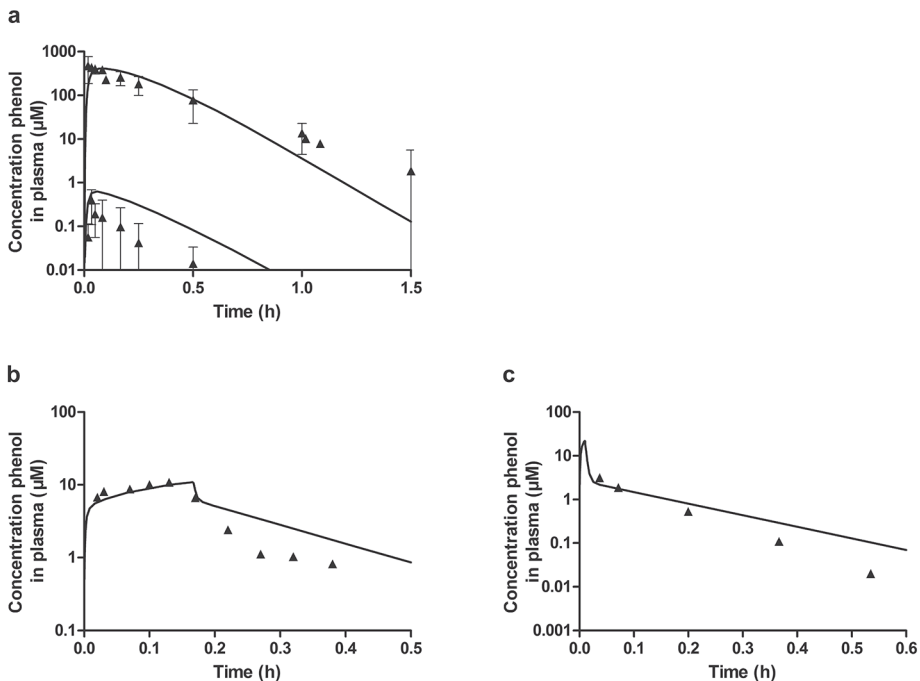 a
Concentration phenol
in plasma (µM)
1000
100
10
1
0.1
0.01
0.0 0.5 1.0 1.5
Time (h)
b
Concentration phenol
in plasma (µM)
100
10
1
0.1
0.0 0.1 0.2 0.3 0.4 0.5
Time (h)
c
Concentration phenol
in plasma (µM)
100
10
1
0.1
0.01
0.001
0.0 0.1 0.2 0.3 0.4 0.5 0.6
Time (h)